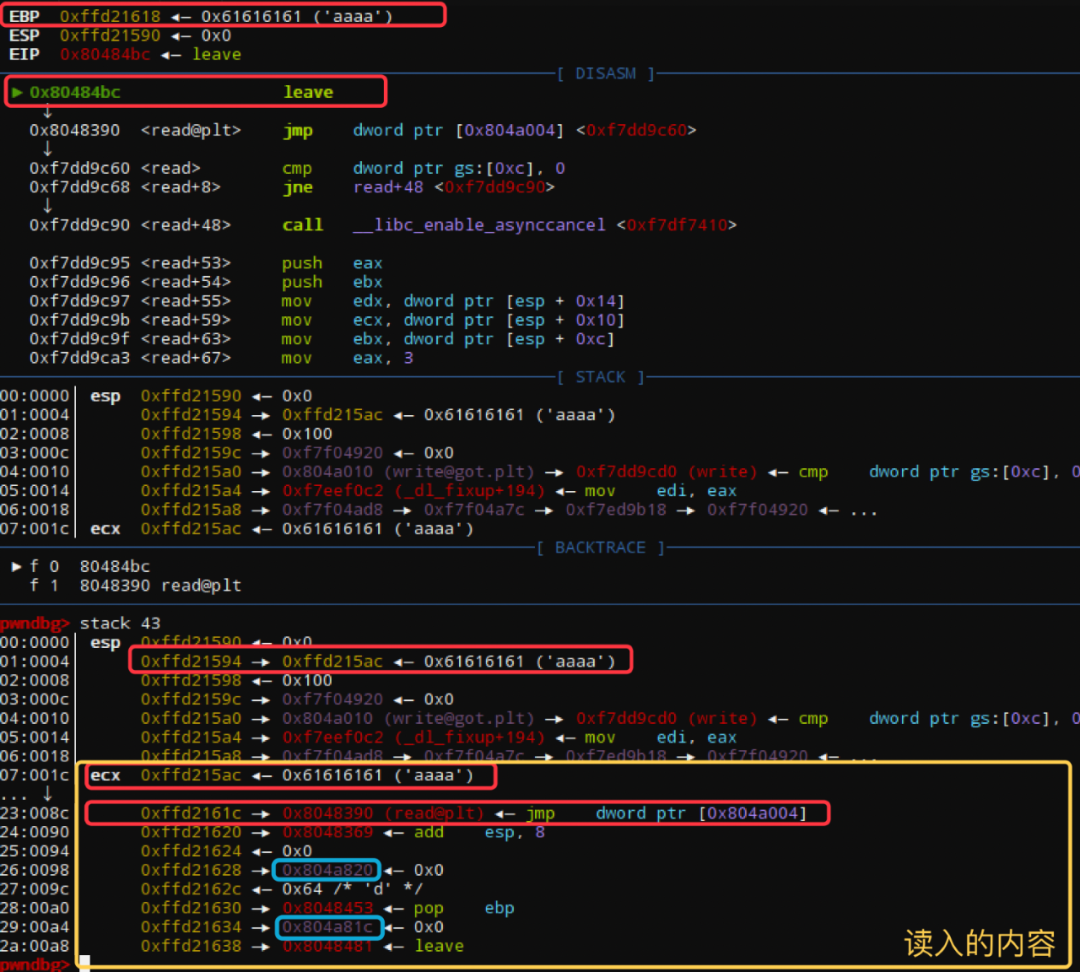 EBP 0xffd21618 ◂— 0x61616161 ('aaaa')
ESP 0xffd21590 ◂— 0x0
EIP 0x80484bc ◂— leave
[ DISASM ]
► 0x80484bc leave
↓
0x8048390 <read@plt> jmp dword ptr [0x804a004] <0xf7dd9c60>
↓
0xf7dd9c60 <read> cmp dword ptr gs:[0xc], 0
0xf7dd9c68 <read+8> jne read+48 <0xf7dd9c90>
↓
0xf7dd9c90 <read+48> call __libc_enable_asynccancel <0xf7df7410>
0xf7dd9c95 <read+53> push eax
0xf7dd9c96 <read+54> push ebx
0xf7dd9c97 <read+55> mov edx, dword ptr [esp + 0x14]
0xf7dd9c9b <read+59> mov ecx, dword ptr [esp + 0x10]
0xf7dd9c9f <read+63> mov ebx, dword ptr [esp + 0xc]
0xf7dd9ca3 <read+67> mov eax, 3
[ STACK ]
00:0000│ esp 0xffd21590 ◂— 0x0
01:0004│ 0xffd21594 —▸ 0xffd215ac ◂— 0x61616161 ('aaaa')
02:0008│ 0xffd21598 ◂— 0x100
03:000c│ 0xffd2159c —▸ 0xf7f04920 ◂— 0x0
04:0010│ 0xffd215a0 —▸ 0x804a010 (write@got.plt) —▸ 0xf7dd9cd0 (write) ◂— cmp dword ptr gs:[0xc], 0
05:0014│ 0xffd215a4 —▸ 0xf7eef0c2 (_dl_fixup+194) ◂— mov edi, eax
06:0018│ 0xffd215a8 —▸ 0xf7f04ad8 —▸ 0xf7f04a7c —▸ 0xf7ed9b18 —▸ 0xf7f04920 ◂— ...
07:001c│ ecx 0xffd215ac ◂— 0x61616161 ('aaaa')
[ BACKTRACE ]
► f 0 80484bc
f 1 8048390 read@plt
pwndbg> stack 43
00:0000│ esp 0xffd21590 ◂— 0x0
01:0004│ 0xffd21594 —▸ 0xffd215ac ◂— 0x61616161 ('aaaa')
02:0008│ 0xffd21598 ◂— 0x100
03:000c│ 0xffd2159c —▸ 0xf7f04920 ◂— 0x0
04:0010│ 0xffd215a0 —▸ 0x804a010 (write@got.plt) —▸ 0xf7dd9cd0 (write) ◂— cmp dword ptr gs:[0xc], 0
05:0014│ 0xffd215a4 —▸ 0xf7eef0c2 (_dl_fixup+194) ◂— mov edi, eax
06:0018│ 0xffd215a8 —▸ 0xf7f04ad8 —▸ 0xf7f04a7c —▸ 0xf7ed9b18 —▸ 0xf7f04920 ◂— ...
07:001c│ ecx 0xffd215ac ◂— 0x61616161 ('aaaa')
... ↓
23:008c│ 0xffd2161c —▸ 0x8048390 (read@plt) ◂— jmp dword ptr [0x804a004]
24:0090│ 0xffd21620 —▸ 0x8048369 ◂— add esp, 8
25:0094│ 0xffd21624 ◂— 0x0
26:0098│ 0xffd21628 —▸ 0x804a820 ◂— 0x0
27:009c│ 0xffd2162c ◂— 0x64 /* 'd' */
28:00a0│ 0xffd21630 —▸ 0x8048453 ◂— pop ebp
29:00a4│ 0xffd21634 —▸ 0x804a81c ◂— 0x0
2a:00a8│ 0xffd21638 —▸ 0x8048481 ◂— leave
读入的内容
pwndbg>